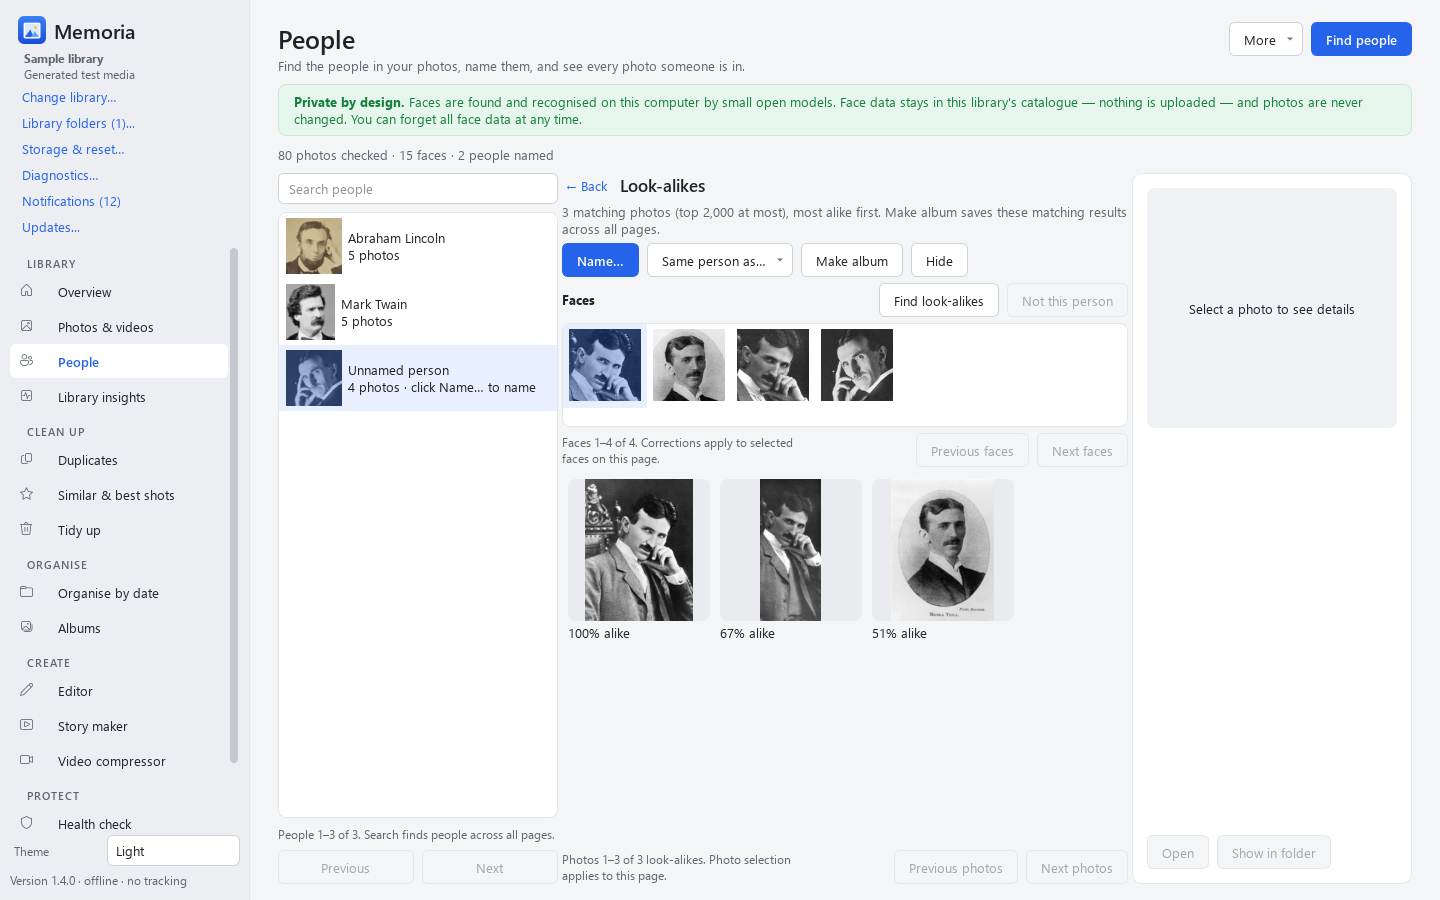 Memoria
Sample library
Generated test media
Change library...
Library folders (1)...
Storage & reset...
Diagnostics...
Notifications (12)
Updates...
LIBRARY
Overview
Photos & videos
People
Library insights
CLEAN UP
Duplicates
Similar & best shots
Tidy up
ORGANISE
Organise by date
Albums
CREATE
Editor
Story maker
Video compressor
PROTECT
Health check
Theme
Light
Version 1.4.0 · offline · no tracking
People
More
Find people
Find the people in your photos, name them, and see every photo someone is in.
Private by design. Faces are found and recognised on this computer by small open models. Face data stays in this library's catalogue — nothing is uploaded — and photos are never
changed. You can forget all face data at any time.
80 photos checked · 15 faces · 2 people named
Search people
Abraham Lincoln
5 photos
Mark Twain
5 photos
Unnamed person
4 photos · click Name... to name
People 1–3 of 3. Search finds people across all pages.
Previous
Next
← Back
Look-alikes
3 matching photos (top 2,000 at most), most alike first. Make album saves these matching results
across all pages.
Name...
Same person as...
Make album
Hide
Faces
Find look-alikes
Not this person
Faces 1–4 of 4. Corrections apply to selected
faces on this page.
Previous faces
Next faces
100% alike
67% alike
51% alike
Photos 1–3 of 3 look-alikes. Photo selection
applies to this page.
Previous photos
Next photos
Select a photo to see details
Open
Show in folder